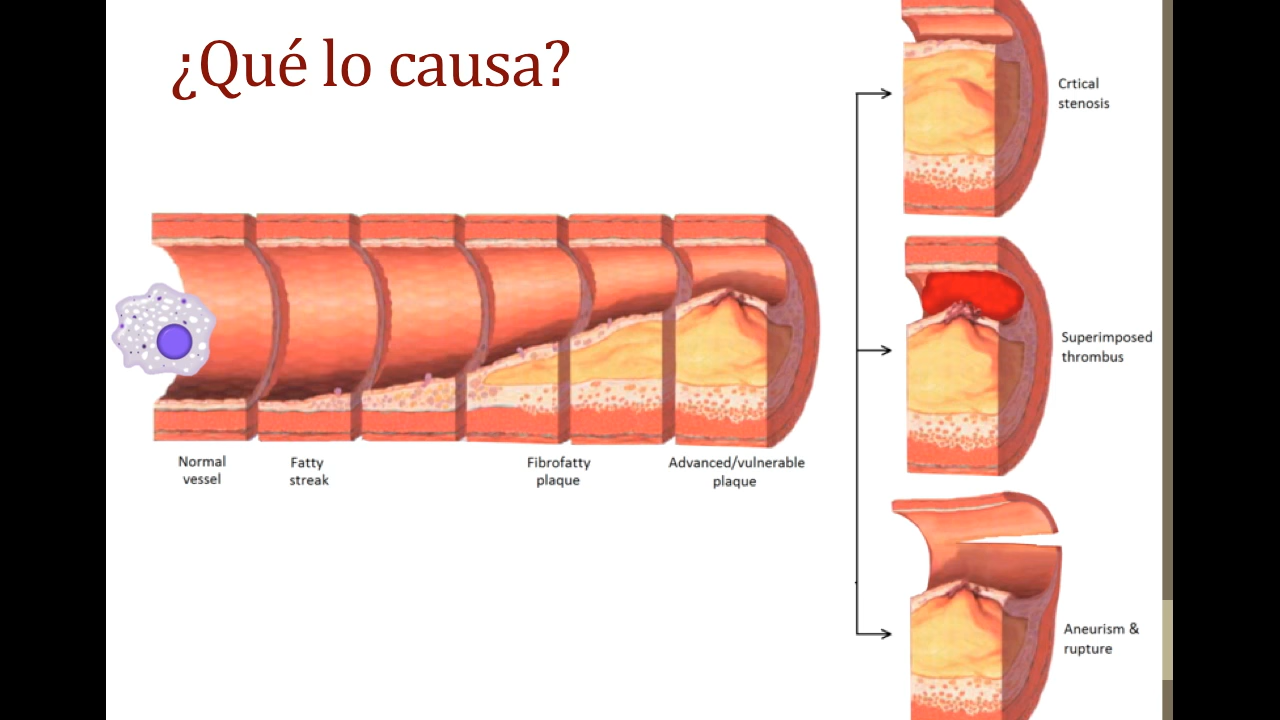 ¿Qué lo causa?
Crtical
stenosis
Superimposed
thrombus
Normal
vessel
Fatty
streak
Fibrofatty
plaque
Advanced/vulnerable
plaque
Aneurism &
rupture